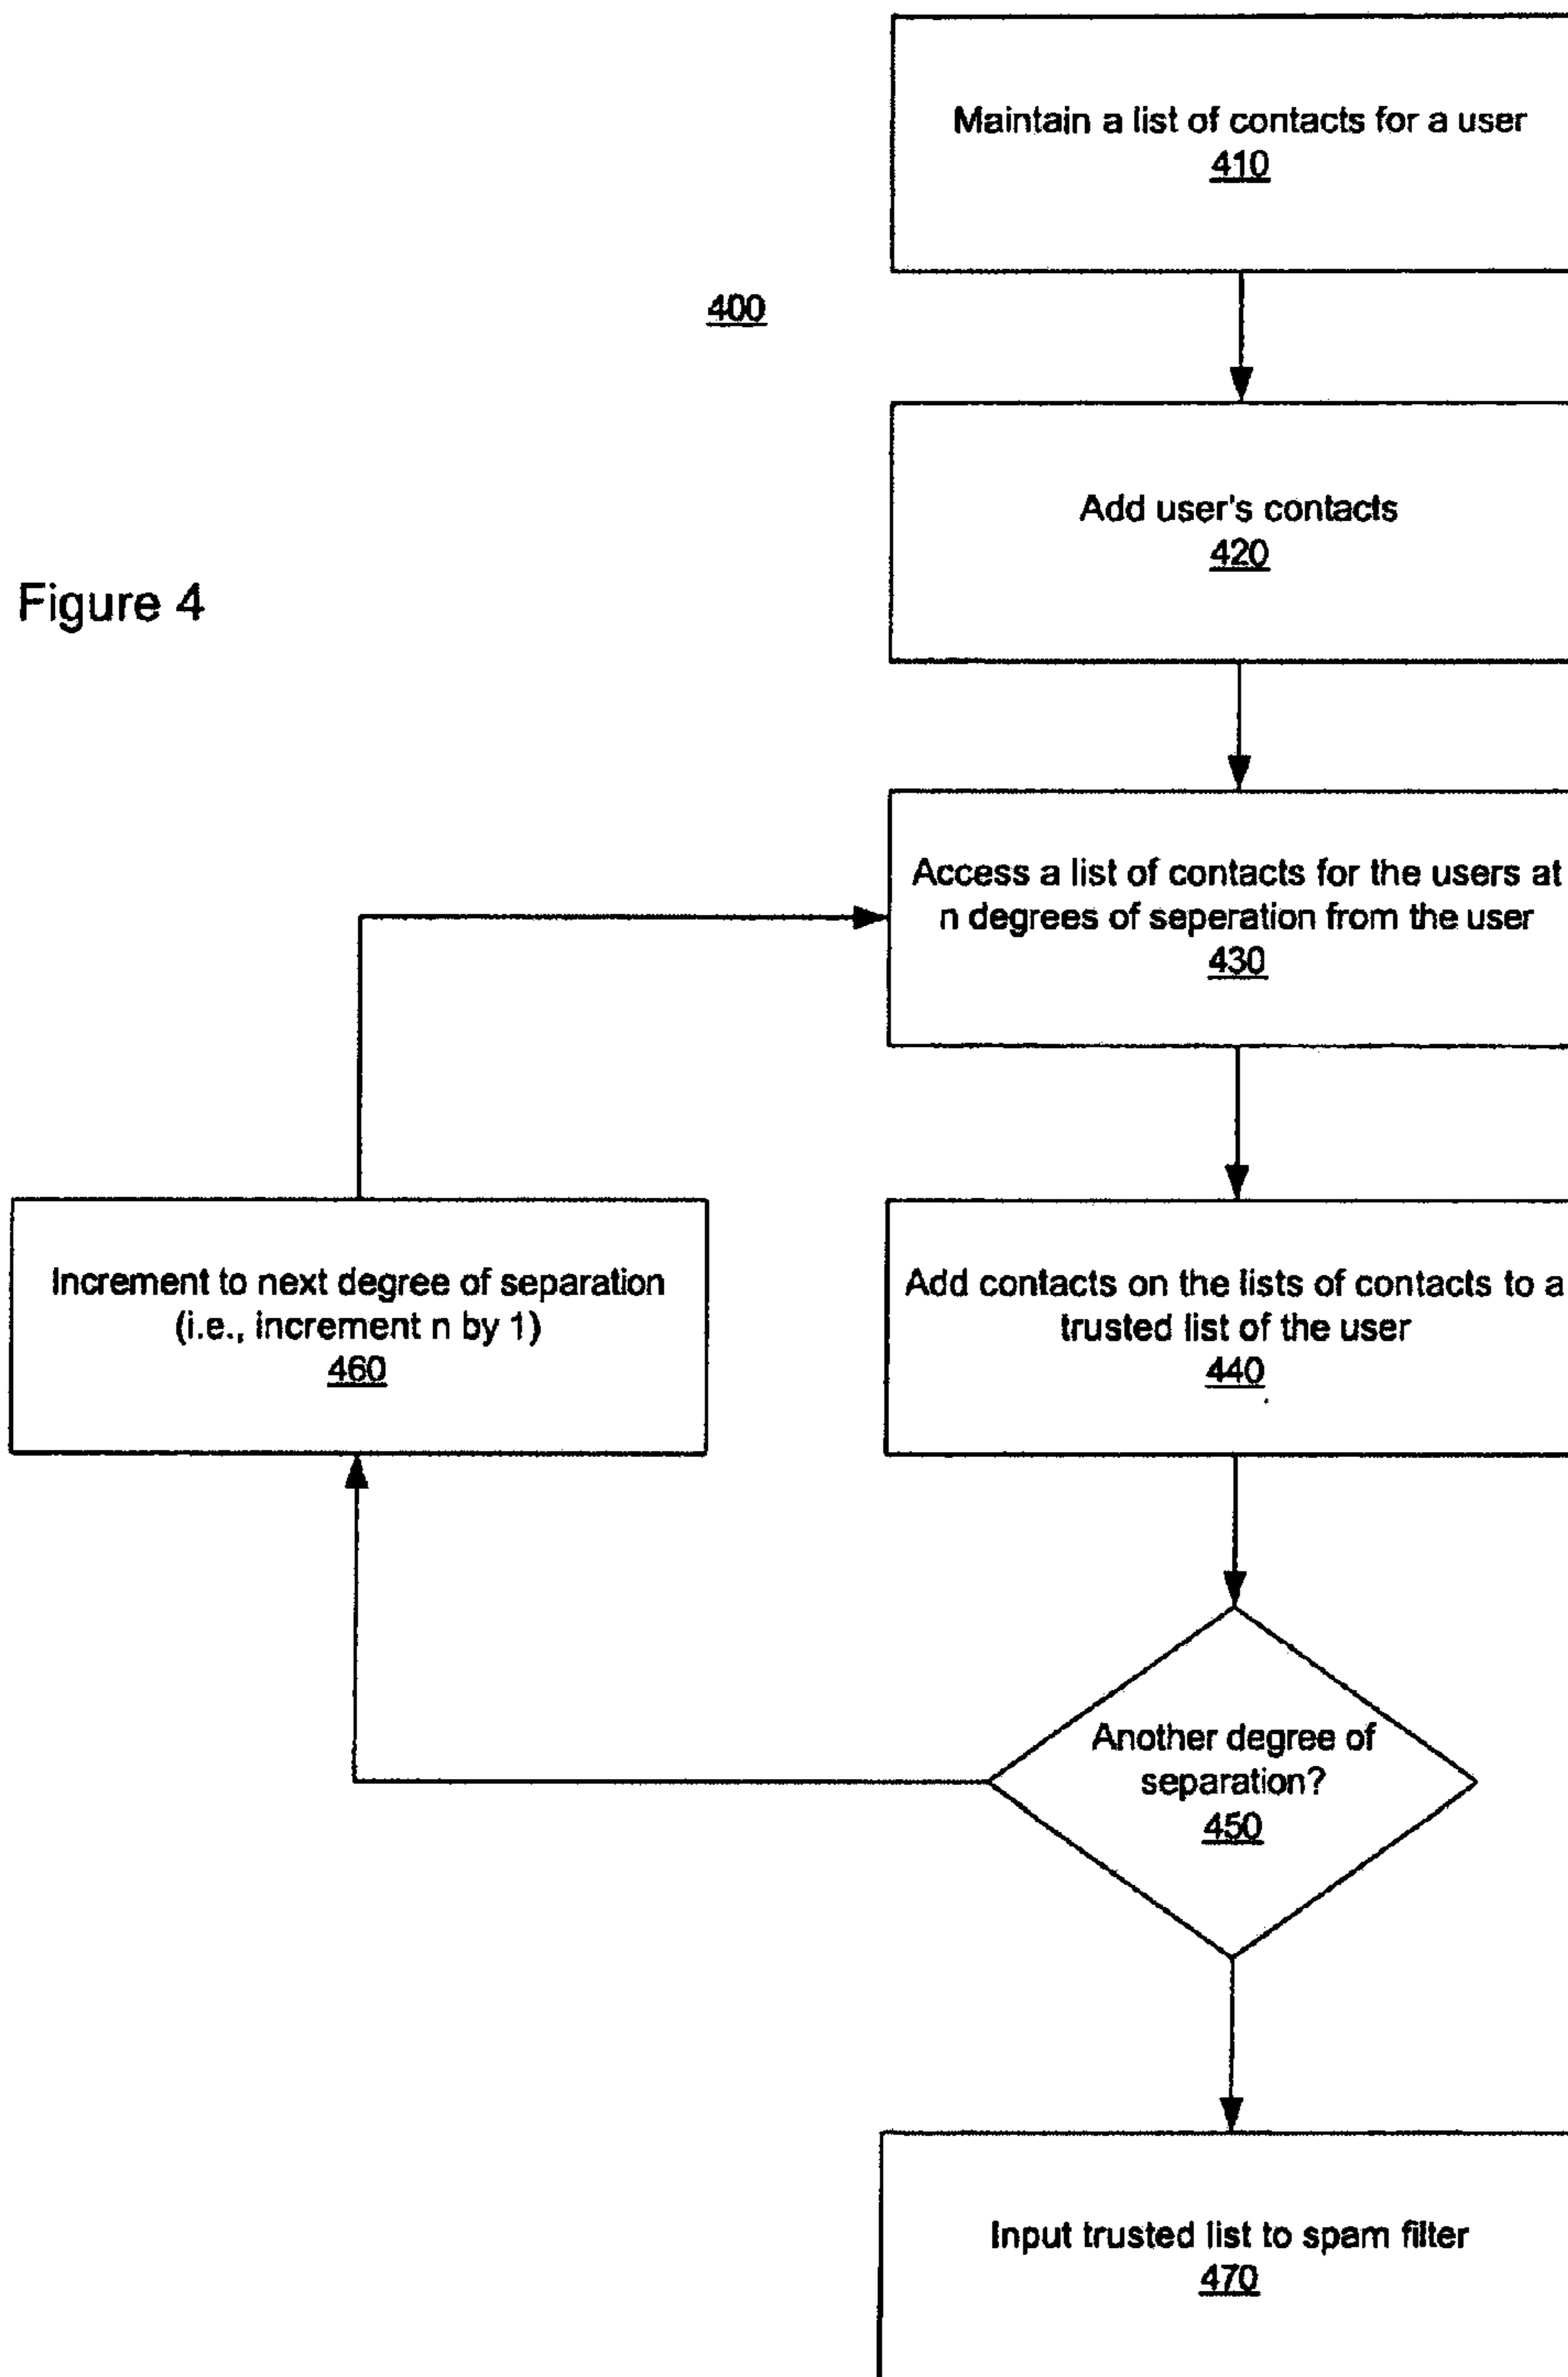 Maintain a list of contacts for a user
410
400
Add user's contacts
420
Figure 4
Access a list of contacts for the users at
n degrees of seperation from the user
430
Increment to next degree of separation
(i.e., increment n by 1)
460
Add contacts on the lists of contacts to a
trusted list of the user
440
Another degree of
separation?
450
Input trusted list to spam filter
470